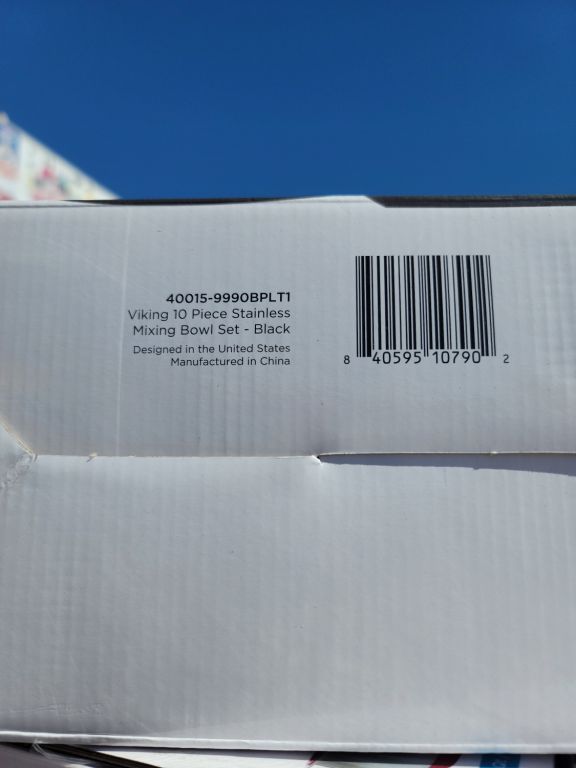 40015-9990BPLT1
Viking 10 Piece Stainless
Mixing Bowl Set - Black
Designed in the United States
Manufactured in China
8 40595 10790 2